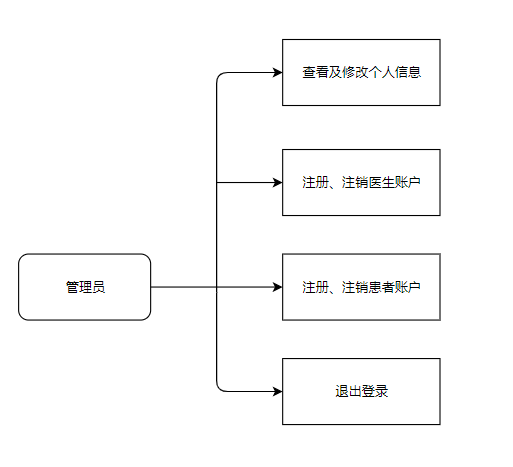 查看及修改个人信息
注册、注销医生账户
管理员
注册、注销患者账户
退出登录